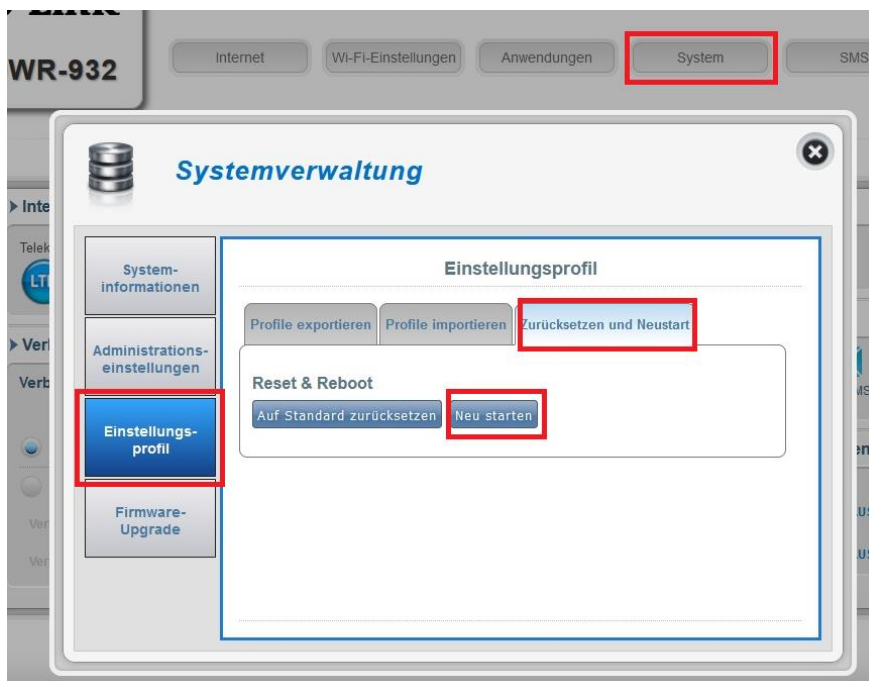 WR-932
Internet
Wi-Fi-Einstellungen
Anwendungen
System
SMS
Systemverwaltung
System-
informationen
Administrations-
einstellungen
Einstellungs-
profil
Firmware-
Upgrade
Einstellungsprofil
Profile exportieren
Profile importieren
Zurücksetzen und Neustart
Reset & Reboot
Auf Standard zurücksetzen
Neu starten